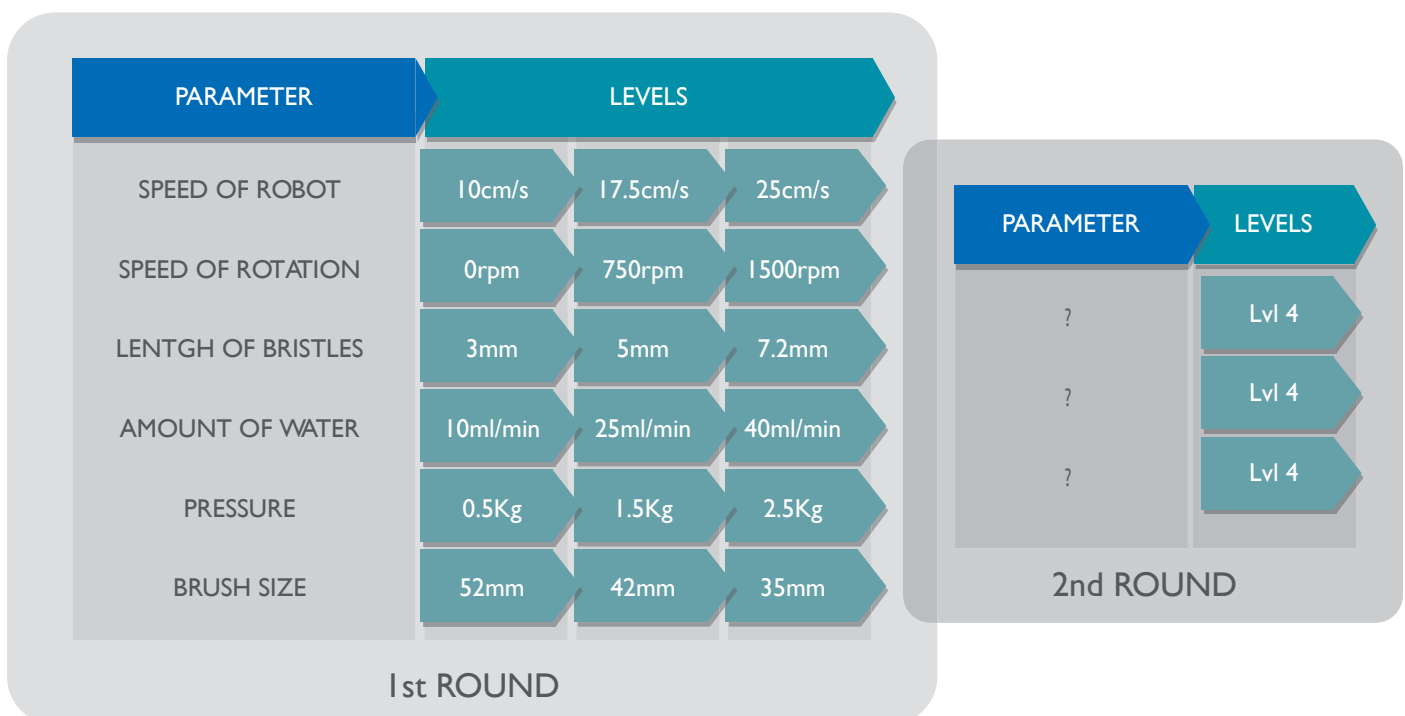 PARAMETER LEVELS
SPEED OF ROBOT 10cm/s 17.5cm/s 25cm/s
SPEED OF ROTATION 0rpm 750rpm 1500rpm
LENTGH OF BRISTLES 3mm 5mm 7.2mm
AMOUNT OF WATER 10ml/min 25ml/min 40ml/min
PRESSURE 0.5Kg 1.5Kg 2.5Kg
BRUSH SIZE 52mm 42mm 35mm
1st ROUND
PARAMETER LEVELS
? Lvl 4
? Lvl 4
? Lvl 4
2nd ROUND